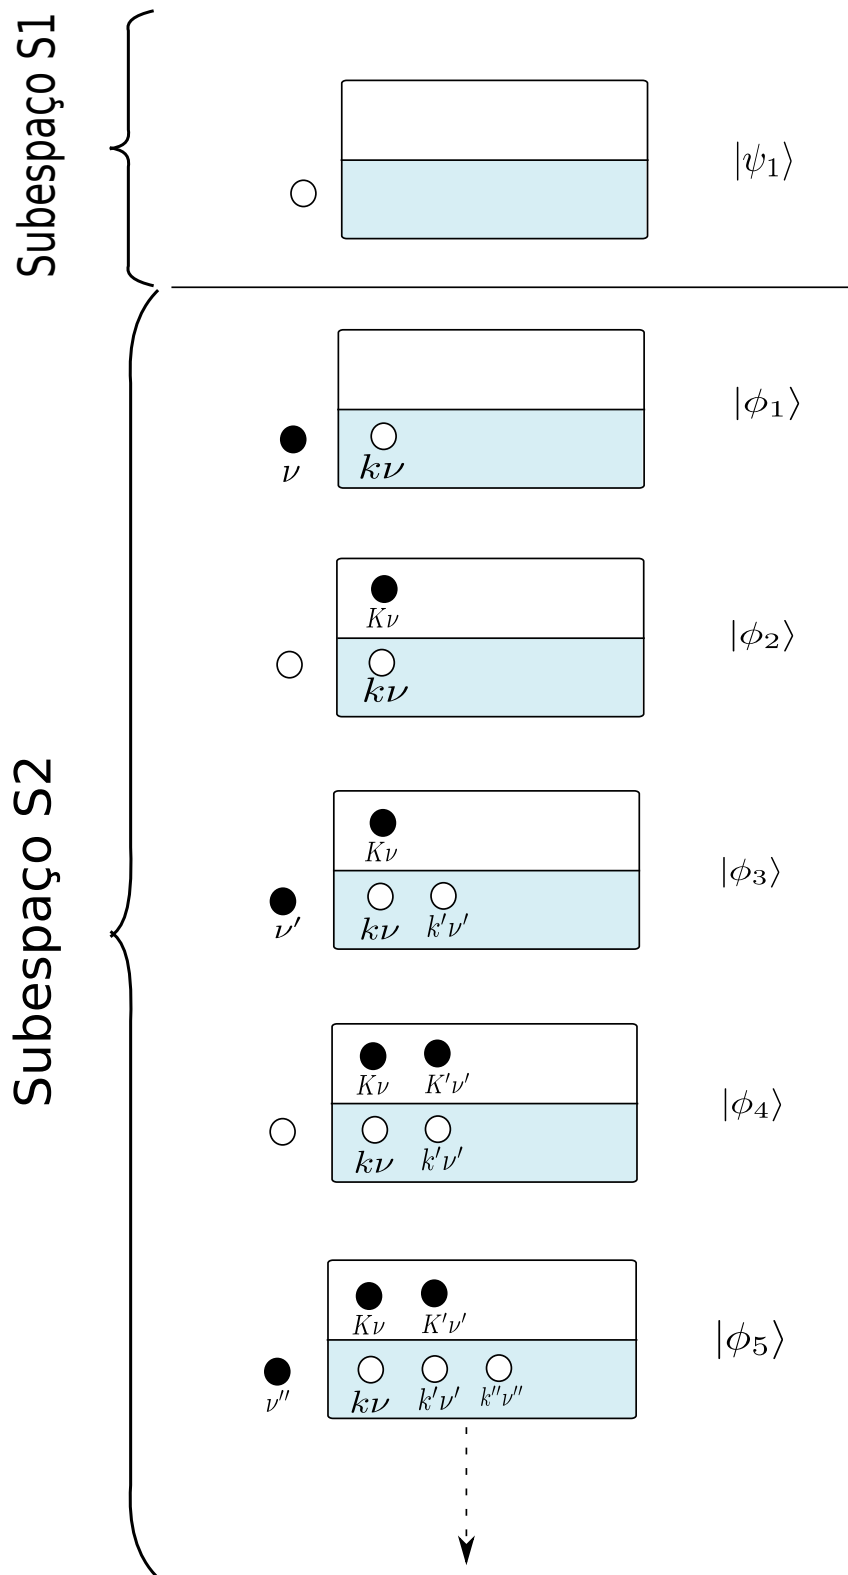 Subespaço S1
|ψ₁⟩
Subespaço S2
|ϕ₁⟩
ν
kν
Kν
|ϕ₂⟩
kν
Kν
|ϕ₃⟩
ν′
kν k′ν′
Kν K′ν′
|ϕ₄⟩
kν k′ν′
Kν K′ν′
|ϕ₅⟩
ν″
kν k′ν′ k″ν″